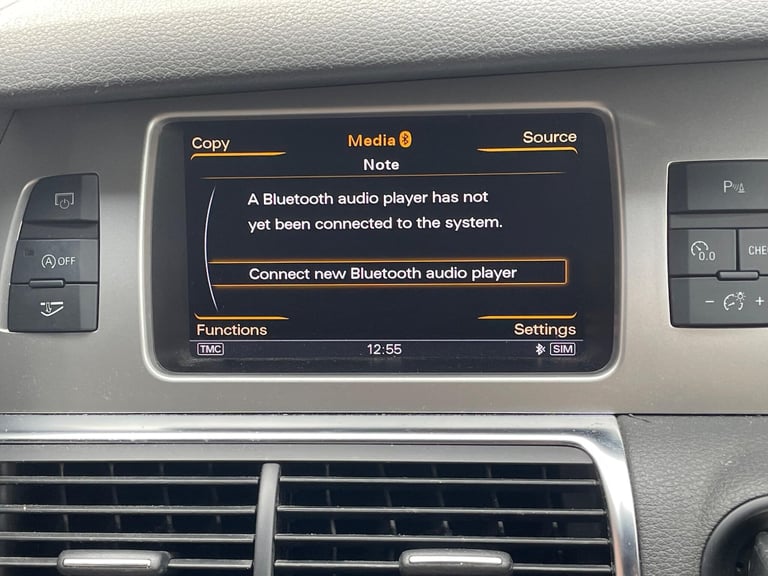 Copy
Media
Source
Note
A Bluetooth audio player has not
yet been connected to the system.
Connect new Bluetooth audio player
Functions
Settings
TMC
12:55
SIM
A OFF
P
0.0
CHE
− +